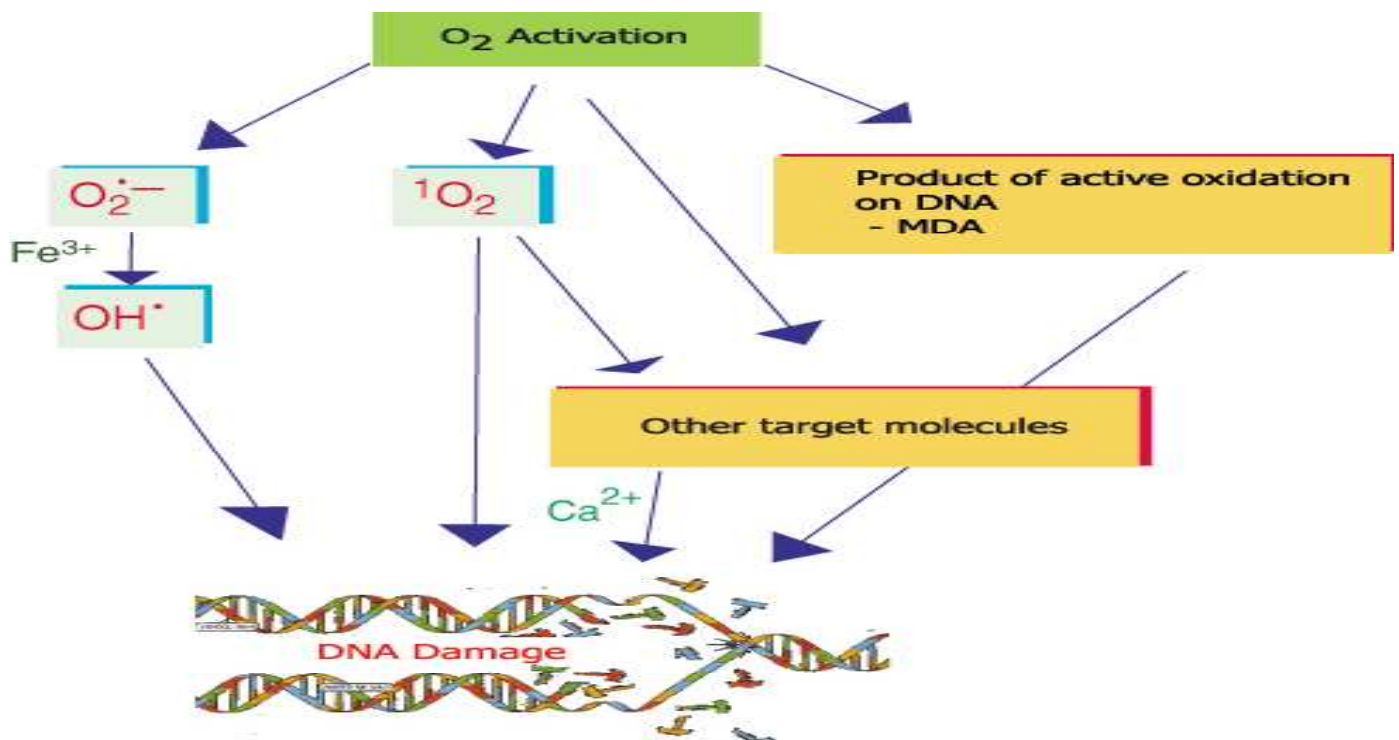 O₂ Activation
O₂•—
¹O₂
Product of active oxidation
on DNA
- MDA
Fe³⁺
OH•
Other target molecules
Ca²⁺
DNA Damage